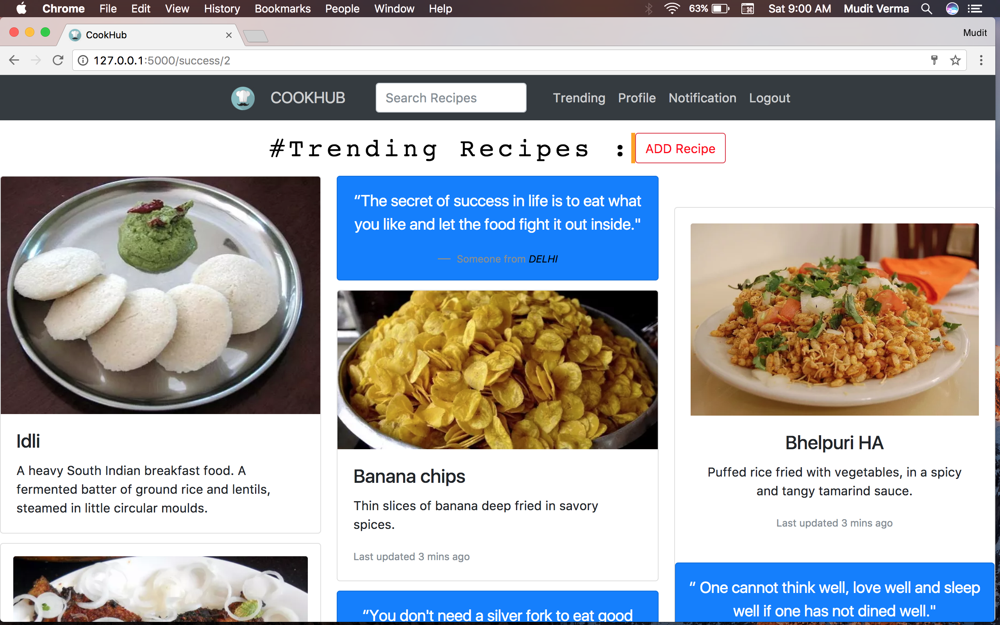 Chrome File Edit View History Bookmarks People Window Help 63% Sat 9:00 AM Mudit Verma
CookHub Mudit
127.0.0.1:5000/success/2
COOKHUB Search Recipes Trending Profile Notification Logout
#Trending Recipes : ADD Recipe
Idli
A heavy South Indian breakfast food. A
fermented batter of ground rice and lentils,
steamed in little circular moulds.
“The secret of success in life is to eat what
you like and let the food fight it out inside."
— Someone from DELHI
Banana chips
Thin slices of banana deep fried in savory
spices.
Last updated 3 mins ago
“You don't need a silver fork to eat good
Bhelpuri HA
Puffed rice fried with vegetables, in a spicy
and tangy tamarind sauce.
Last updated 3 mins ago
“ One cannot think well, love well and sleep
well if one has not dined well."